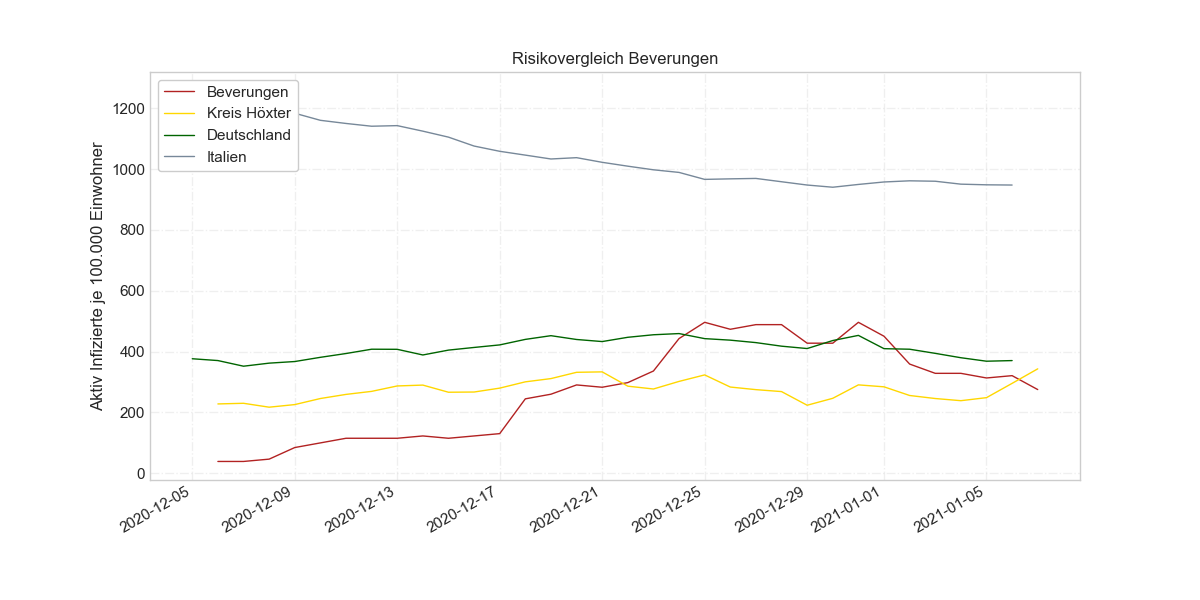 Risikovergleich Beverungen
Aktiv Infizierte je 100.000 Einwohner
Beverungen
Kreis Höxter
Deutschland
Italien
1200
1000
800
600
400
200
0
2020-12-05
2020-12-09
2020-12-13
2020-12-17
2020-12-21
2020-12-25
2020-12-29
2021-01-01
2021-01-05